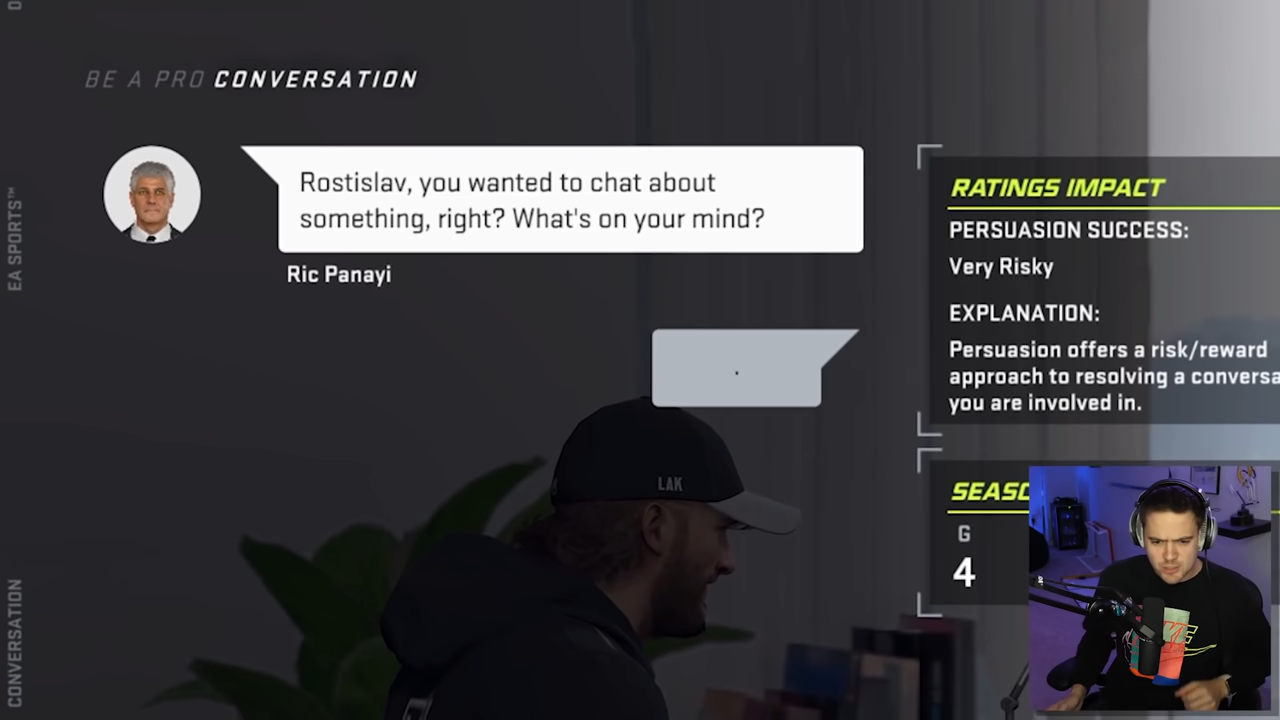 BE A PRO CONVERSATION
Rostislav, you wanted to chat about
something, right? What's on your mind?
Ric Panayi
RATINGS IMPACT
PERSUASION SUCCESS:
Very Risky
EXPLANATION:
Persuasion offers a risk/reward
approach to resolving a conversa
you are involved in.
SEASO
G
4
LAK
EA SPORTS™
CONVERSATION